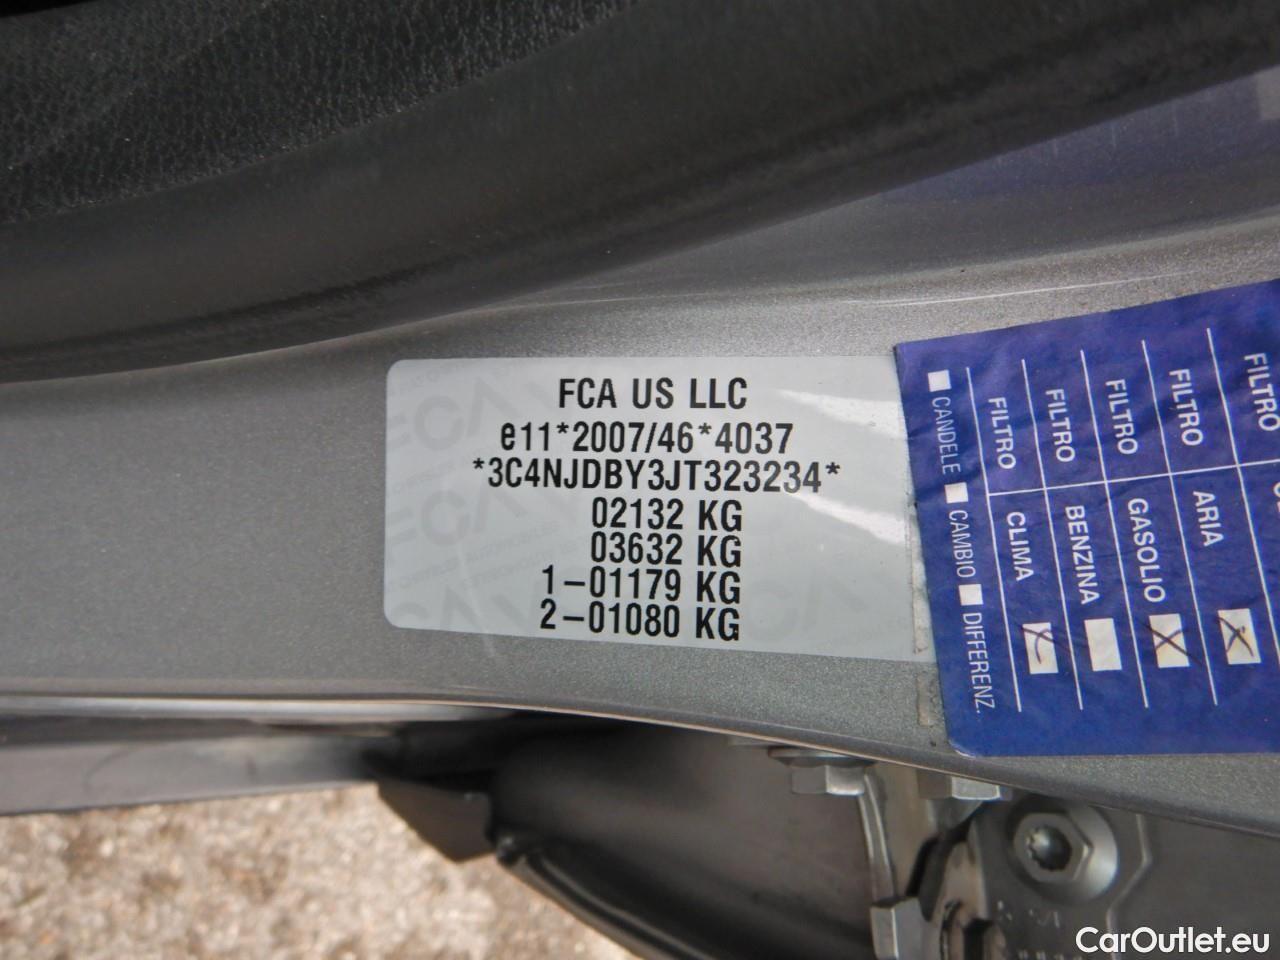 FCA US LLC
e11*2007/46*4037
*3C4NJDBY3JT323234*
02132 KG
03632 KG
1-01179 KG
2-01080 KG
CANDELE
CAMBIO
DIFFERENZ.
FILTRO CLIMA
FILTRO BENZINA
FILTRO GASOLIO
FILTRO ARIA
FILTRO
CarOutlet.eu